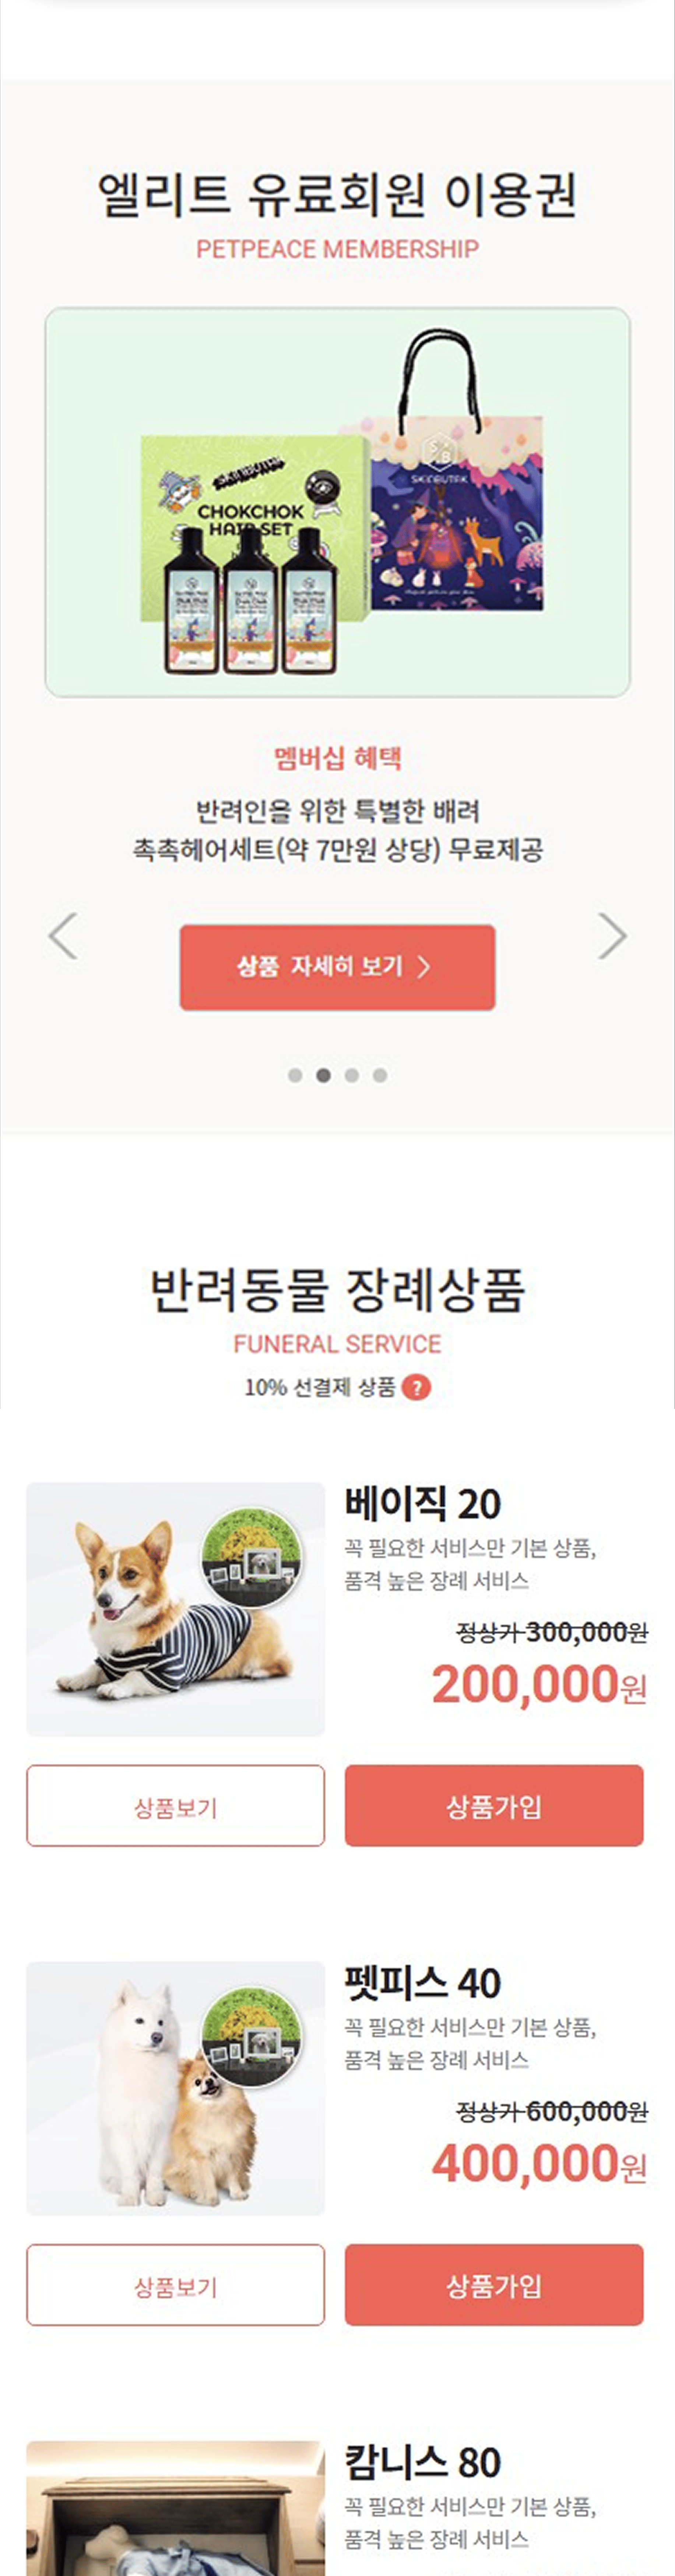 엘리트 유료회원 이용권
PETPEACE MEMBERSHIP
SKINBUTAK
CHOKCHOK
HAIR SET
SKINBUTAK
멤버십 혜택
반려인을 위한 특별한 배려
촉촉헤어세트(약 7만원 상당) 무료제공
상품 자세히 보기
반려동물 장례상품
FUNERAL SERVICE
10% 선결제 상품 ?
베이직 20
꼭 필요한 서비스만 기본 상품,
품격 높은 장례 서비스
정상가 300,000원
200,000원
상품보기
상품가입
펫피스 40
꼭 필요한 서비스만 기본 상품,
품격 높은 장례 서비스
정상가 600,000원
400,000원
상품보기
상품가입
캄니스 80
꼭 필요한 서비스만 기본 상품,
품격 높은 장례 서비스